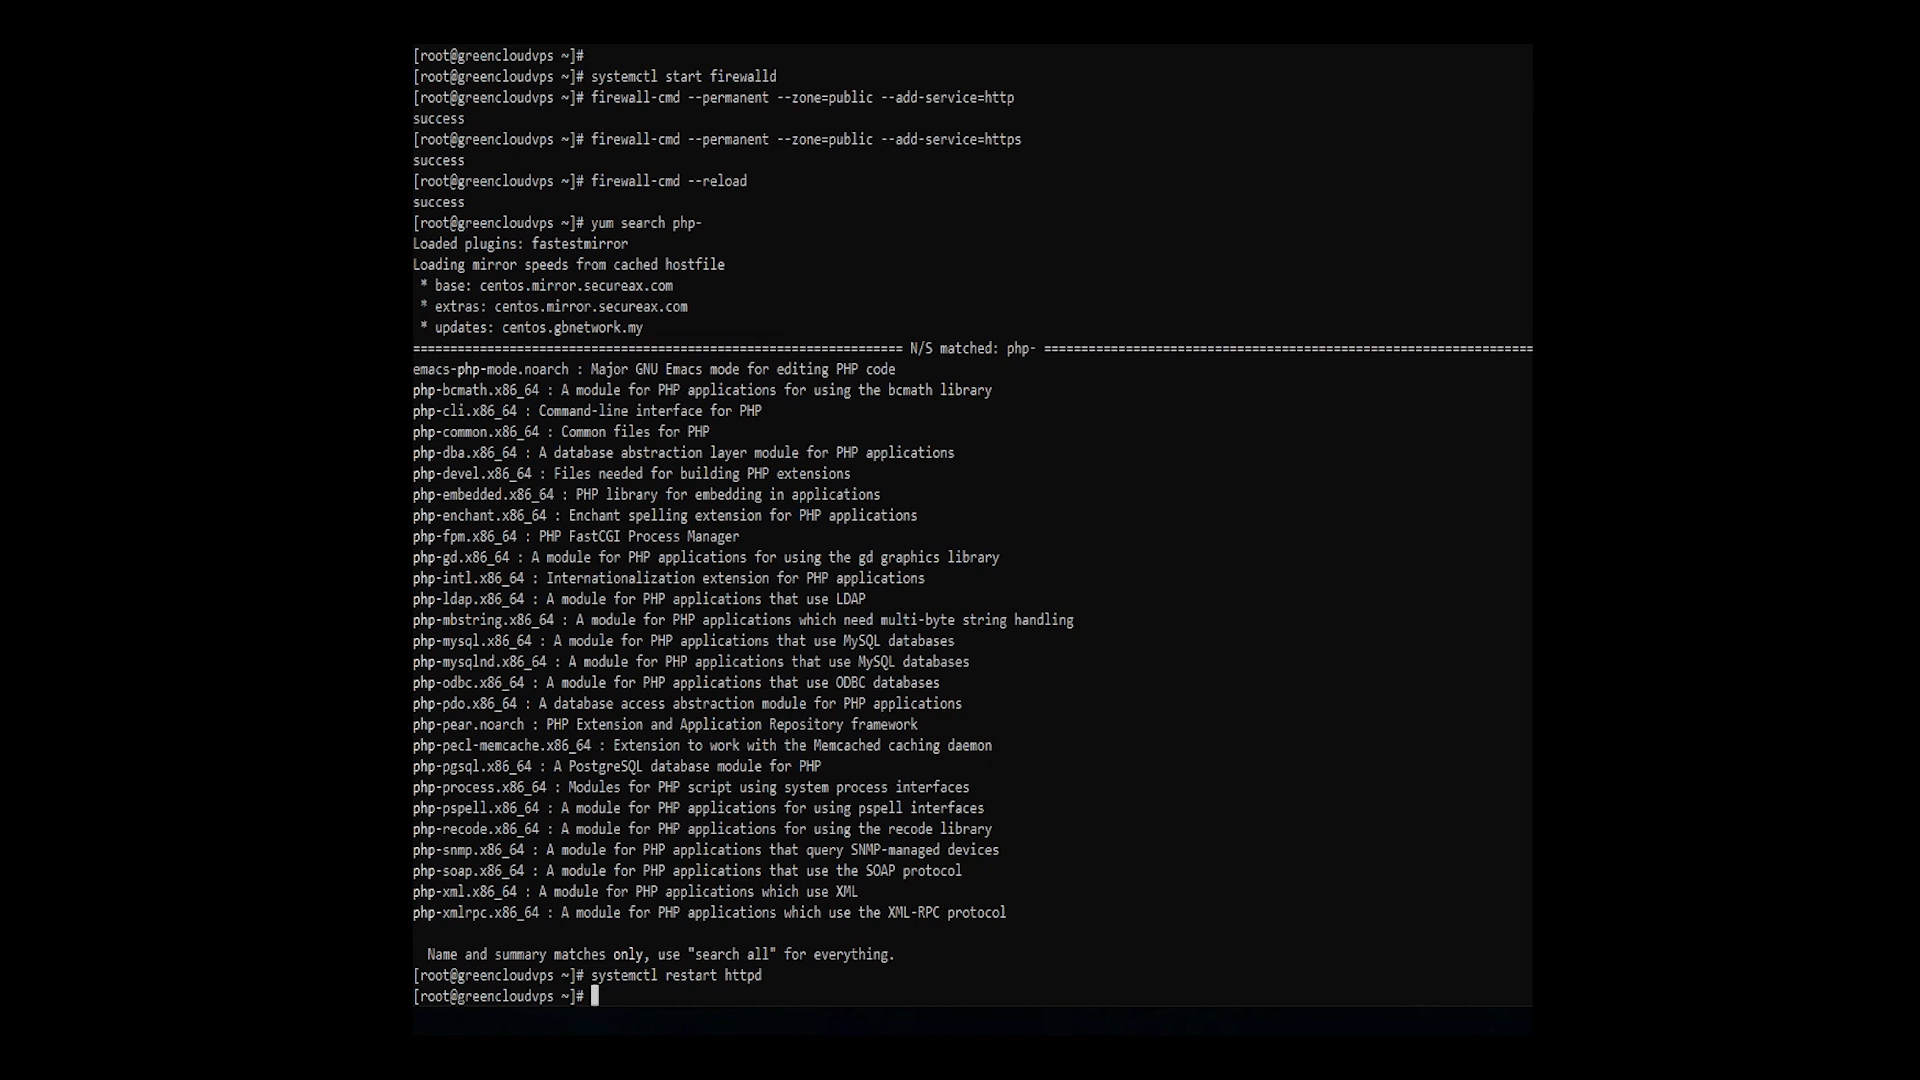 [root@greencloudvps ~]#
[root@greencloudvps ~]# systemctl start firewalld
[root@greencloudvps ~]# firewall-cmd --permanent --zone=public --add-service=http
success
[root@greencloudvps ~]# firewall-cmd --permanent --zone=public --add-service=https
success
[root@greencloudvps ~]# firewall-cmd --reload
success
[root@greencloudvps ~]# yum search php-
Loaded plugins: fastestmirror
Loading mirror speeds from cached hostfile
 * base: centos.mirror.secureax.com
 * extras: centos.mirror.secureax.com
 * updates: centos.gbnetwork.my
================================================================== N/S matched: php- ==================================================================
emacs-php-mode.noarch : Major GNU Emacs mode for editing PHP code
php-bcmath.x86_64 : A module for PHP applications for using the bcmath library
php-cli.x86_64 : Command-line interface for PHP
php-common.x86_64 : Common files for PHP
php-dba.x86_64 : A database abstraction layer module for PHP applications
php-devel.x86_64 : Files needed for building PHP extensions
php-embedded.x86_64 : PHP library for embedding in applications
php-enchant.x86_64 : Enchant spelling extension for PHP applications
php-fpm.x86_64 : PHP FastCGI Process Manager
php-gd.x86_64 : A module for PHP applications for using the gd graphics library
php-intl.x86_64 : Internationalization extension for PHP applications
php-ldap.x86_64 : A module for PHP applications that use LDAP
php-mbstring.x86_64 : A module for PHP applications which need multi-byte string handling
php-mysql.x86_64 : A module for PHP applications that use MySQL databases
php-mysqlnd.x86_64 : A module for PHP applications that use MySQL databases
php-odbc.x86_64 : A module for PHP applications that use ODBC databases
php-pdo.x86_64 : A database access abstraction module for PHP applications
php-pear.noarch : PHP Extension and Application Repository framework
php-pecl-memcache.x86_64 : Extension to work with the Memcached caching daemon
php-pgsql.x86_64 : A PostgreSQL database module for PHP
php-process.x86_64 : Modules for PHP script using system process interfaces
php-pspell.x86_64 : A module for PHP applications for using pspell interfaces
php-recode.x86_64 : A module for PHP applications for using the recode library
php-snmp.x86_64 : A module for PHP applications that query SNMP-managed devices
php-soap.x86_64 : A module for PHP applications that use the SOAP protocol
php-xml.x86_64 : A module for PHP applications which use XML
php-xmlrpc.x86_64 : A module for PHP applications which use the XML-RPC protocol
  Name and summary matches only, use "search all" for everything.
[root@greencloudvps ~]# systemctl restart httpd
[root@greencloudvps ~]#